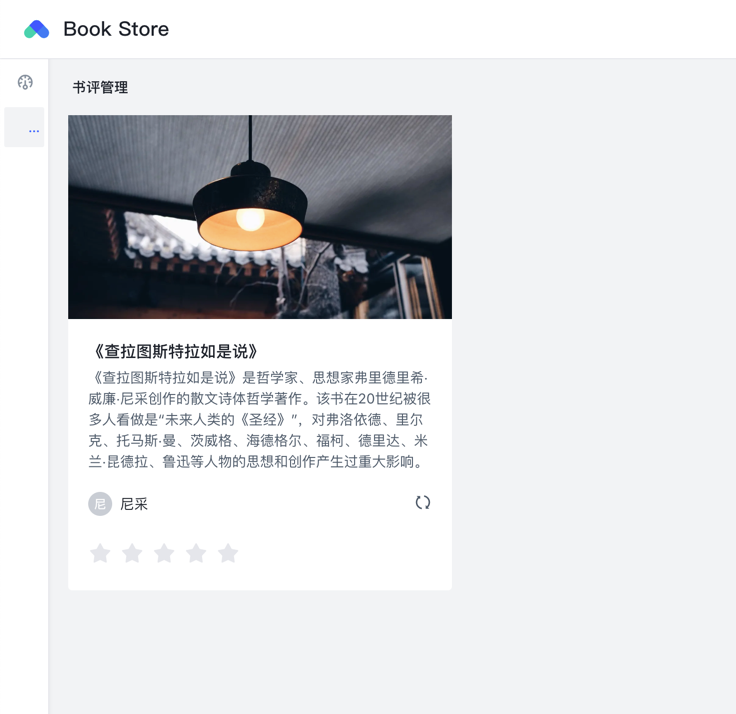 Book Store
书评管理
...
《查拉图斯特拉如是说》
《查拉图斯特拉如是说》是哲学家、思想家弗里德里希·
威廉·尼采创作的散文诗体哲学著作。该书在20世纪被很
多人看做是“未来人类的《圣经》”，对弗洛依德、里尔
克、托马斯·曼、茨威格、海德格尔、福柯、德里达、米
兰·昆德拉、鲁迅等人物的思想和创作产生过重大影响。
尼 尼采